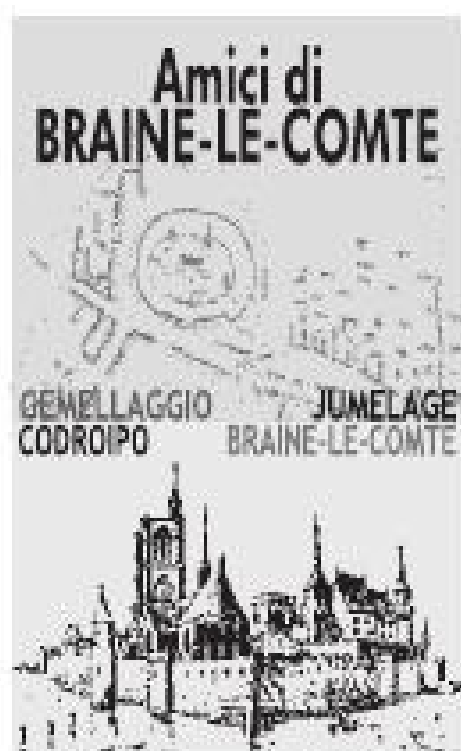 Amici di
BRAINE-LE-COMTE
GEMELLAGGIO JUMELAGE
CODROIPO BRAINE-LE-COMTE